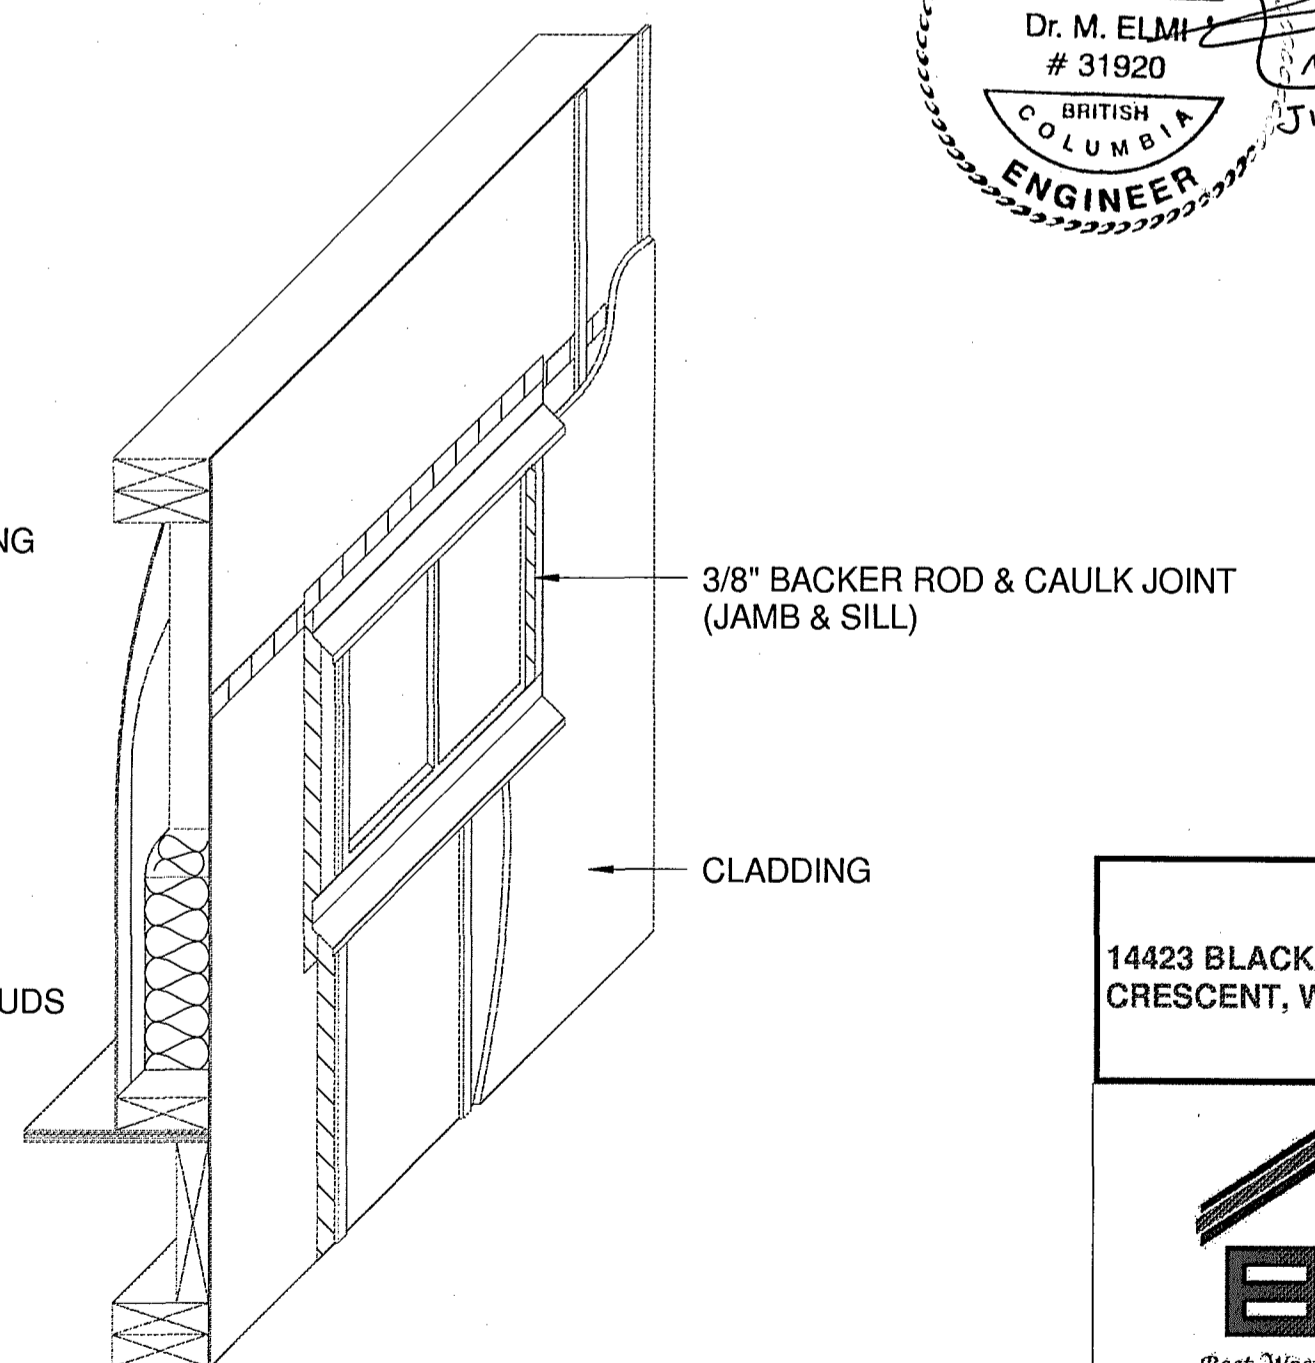 Dr. M. ELMI
# 31920
BRITISH
COLUMBIA
ENGINEER
NG
3/8" BACKER ROD & CAULK JOINT
(JAMB & SILL)
CLADDING
14423 BLACK
CRESCENT, W
UDS